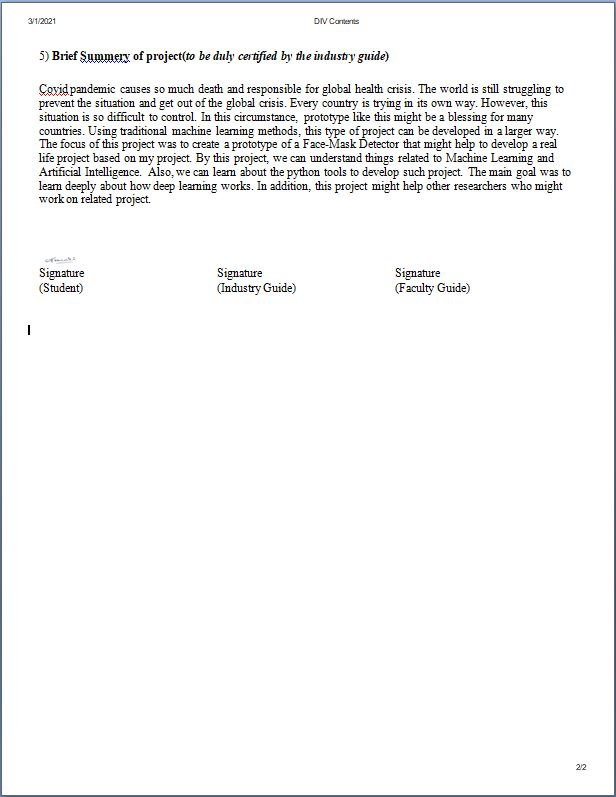 3/1/2021 DIV Contents
5) Brief Summery of project(to be duly certified by the industry guide)
Covid pandemic causes so much death and responsible for global health crisis. The world is still struggling to
prevent the situation and get out of the global crisis. Every country is trying in its own way. However, this
situation is so difficult to control. In this circumstance, prototype like this might be a blessing for many
countries. Using traditional machine learning methods, this type of project can be developed in a larger way.
The focus of this project was to create a prototype of a Face-Mask Detector that might help to develop a real
life project based on my project. By this project, we can understand things related to Machine Learning and
Artificial Intelligence. Also, we can learn about the python tools to develop such project. The main goal was to
learn deeply about how deep learning works. In addition, this project might help other researchers who might
work on related project.
Signature Signature Signature
(Student) (Industry Guide) (Faculty Guide)
2/2